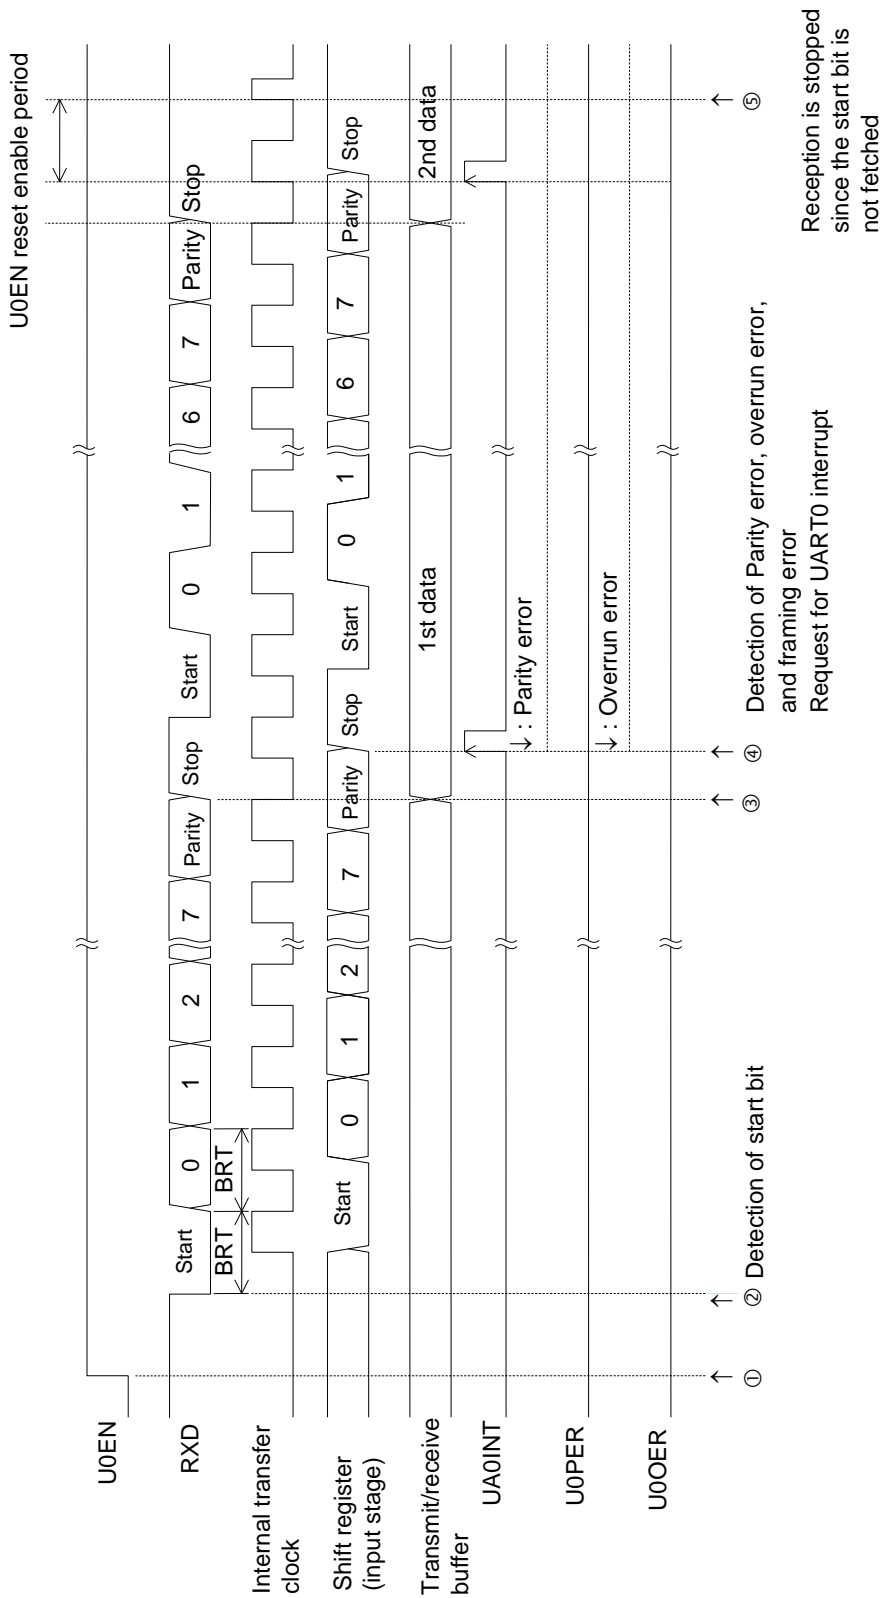 U0EN reset enable period
U0EN
RXD
Start
0
1
2
7
Parity
Stop
Start
0
1
6
7
Parity
Stop
BRT
BRT
Internal transfer
clock
Shift register
(input stage)
Start
0
1
2
7
Parity
Stop
Start
0
1
6
7
Parity
Stop
Transmit/receive
buffer
1st data
2nd data
UA0INT
↓ : Parity error
U0PER
↓ : Overrun error
U0OER
①
② Detection of start bit
③
④
Detection of Parity error, overrun error,
and framing error
Request for UART0 interrupt
⑤
Reception is stopped
since the start bit is
not fetched